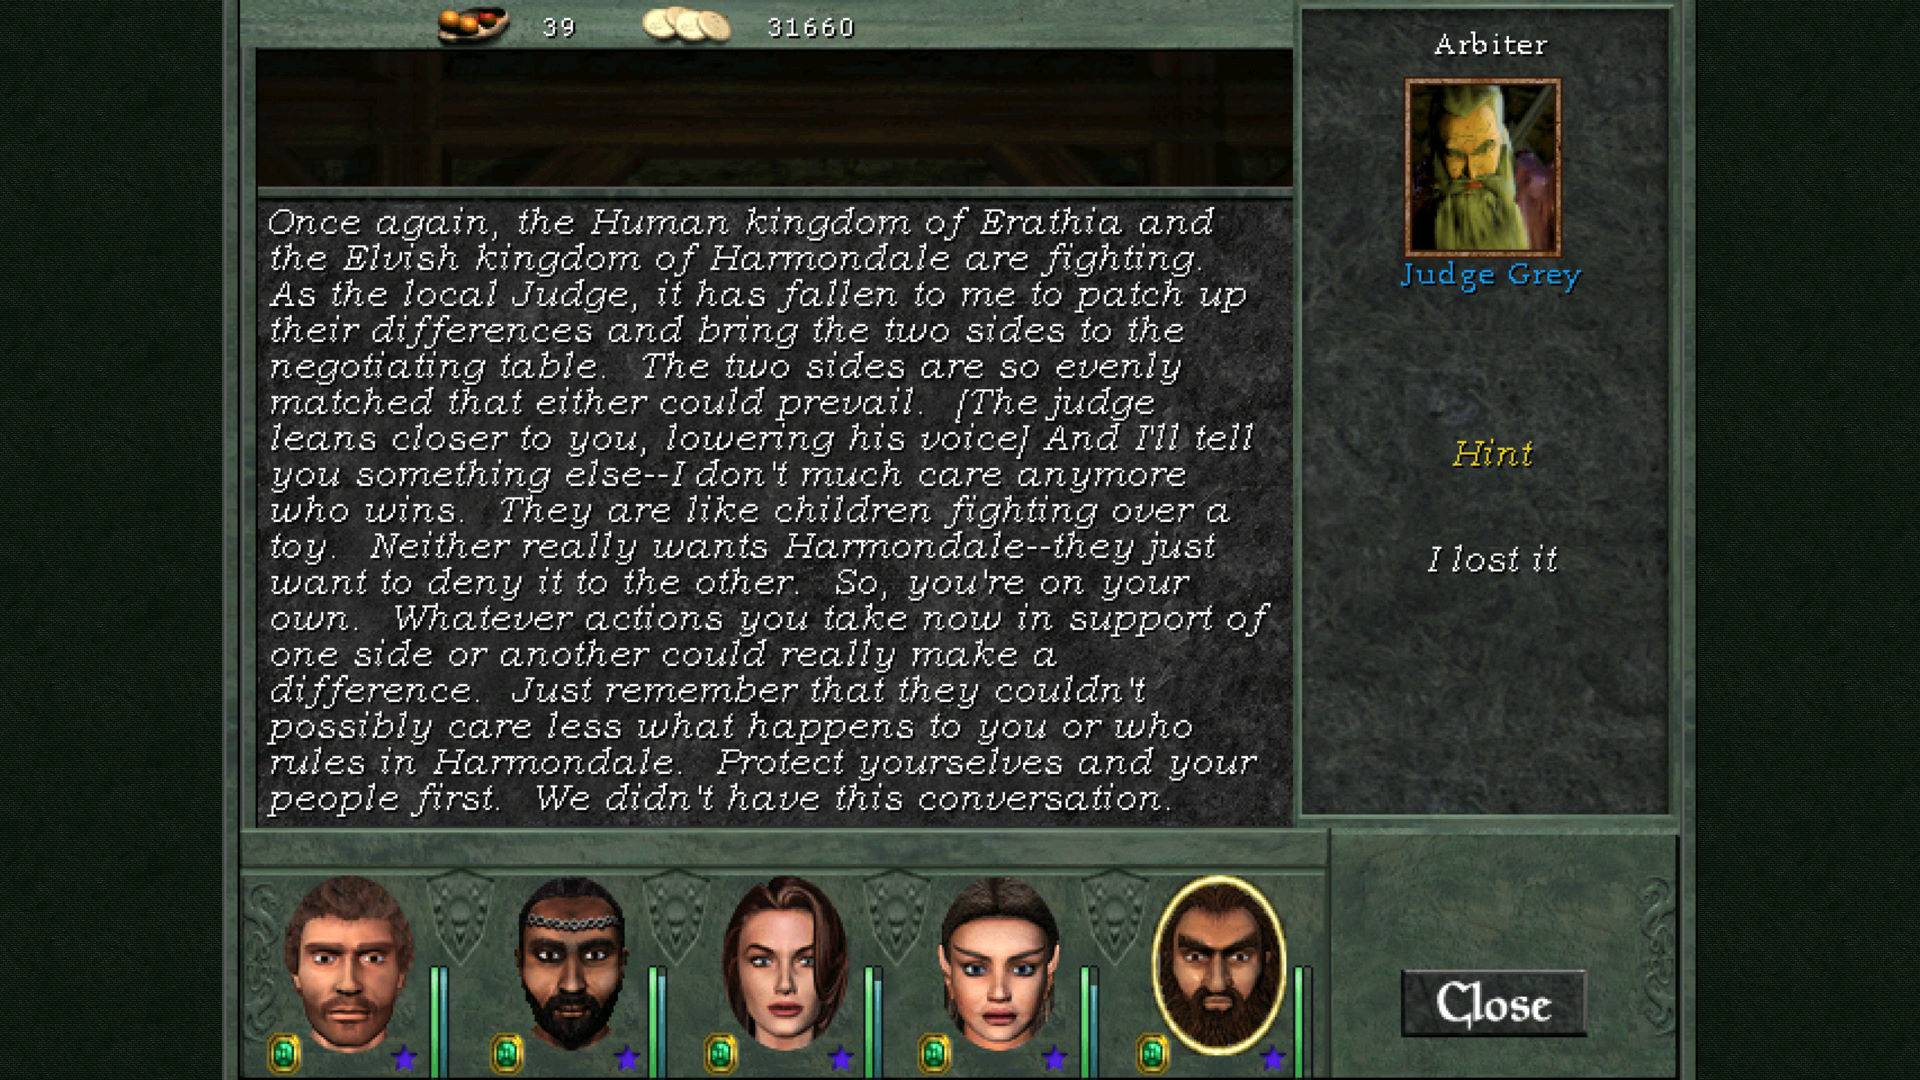 39
31660
Arbiter
Judge Grey
Once again, the Human kingdom of Erathia and
the Elvish kingdom of Harmondale are fighting.
As the local Judge, it has fallen to me to patch up
their differences and bring the two sides to the
negotiating table. The two sides are so evenly
matched that either could prevail. [The judge
leans closer to you, lowering his voice] And I'll tell
you something else--I don't much care anymore
who wins. They are like children fighting over a
toy. Neither really wants Harmondale--they just
want to deny it to the other. So, you're on your
own. Whatever actions you take now in support of
one side or another could really make a
difference. Just remember that they couldn't
possibly care less what happens to you or who
rules in Harmondale. Protect yourselves and your
people first. We didn't have this conversation.
Hint
I lost it
Close